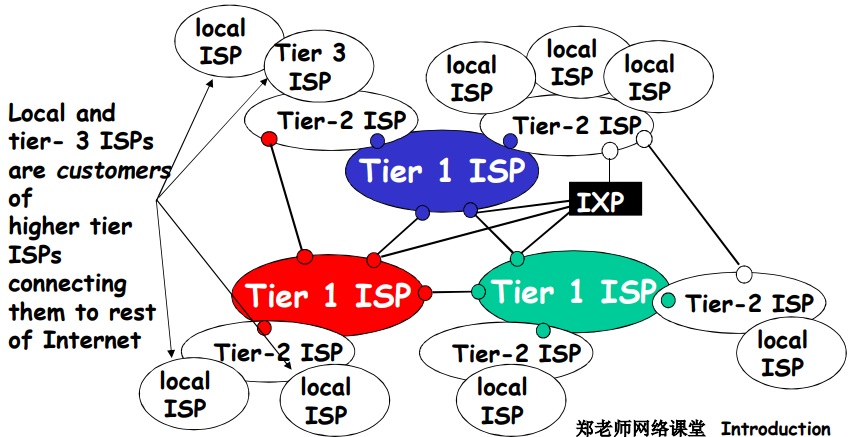 local
ISP
Tier 3
ISP
local
ISP
local
ISP
local
ISP
Tier-2 ISP
Tier-2 ISP
Local and
tier- 3 ISPs
are customers
of
higher tier
ISPs
connecting
them to rest
of Internet
Tier 1 ISP
IXP
Tier 1 ISP
Tier 1 ISP
Tier-2 ISP
Tier-2 ISP
Tier-2 ISP
local
ISP
local
ISP
local
ISP
local
ISP
郑老师网络课堂 Introduction